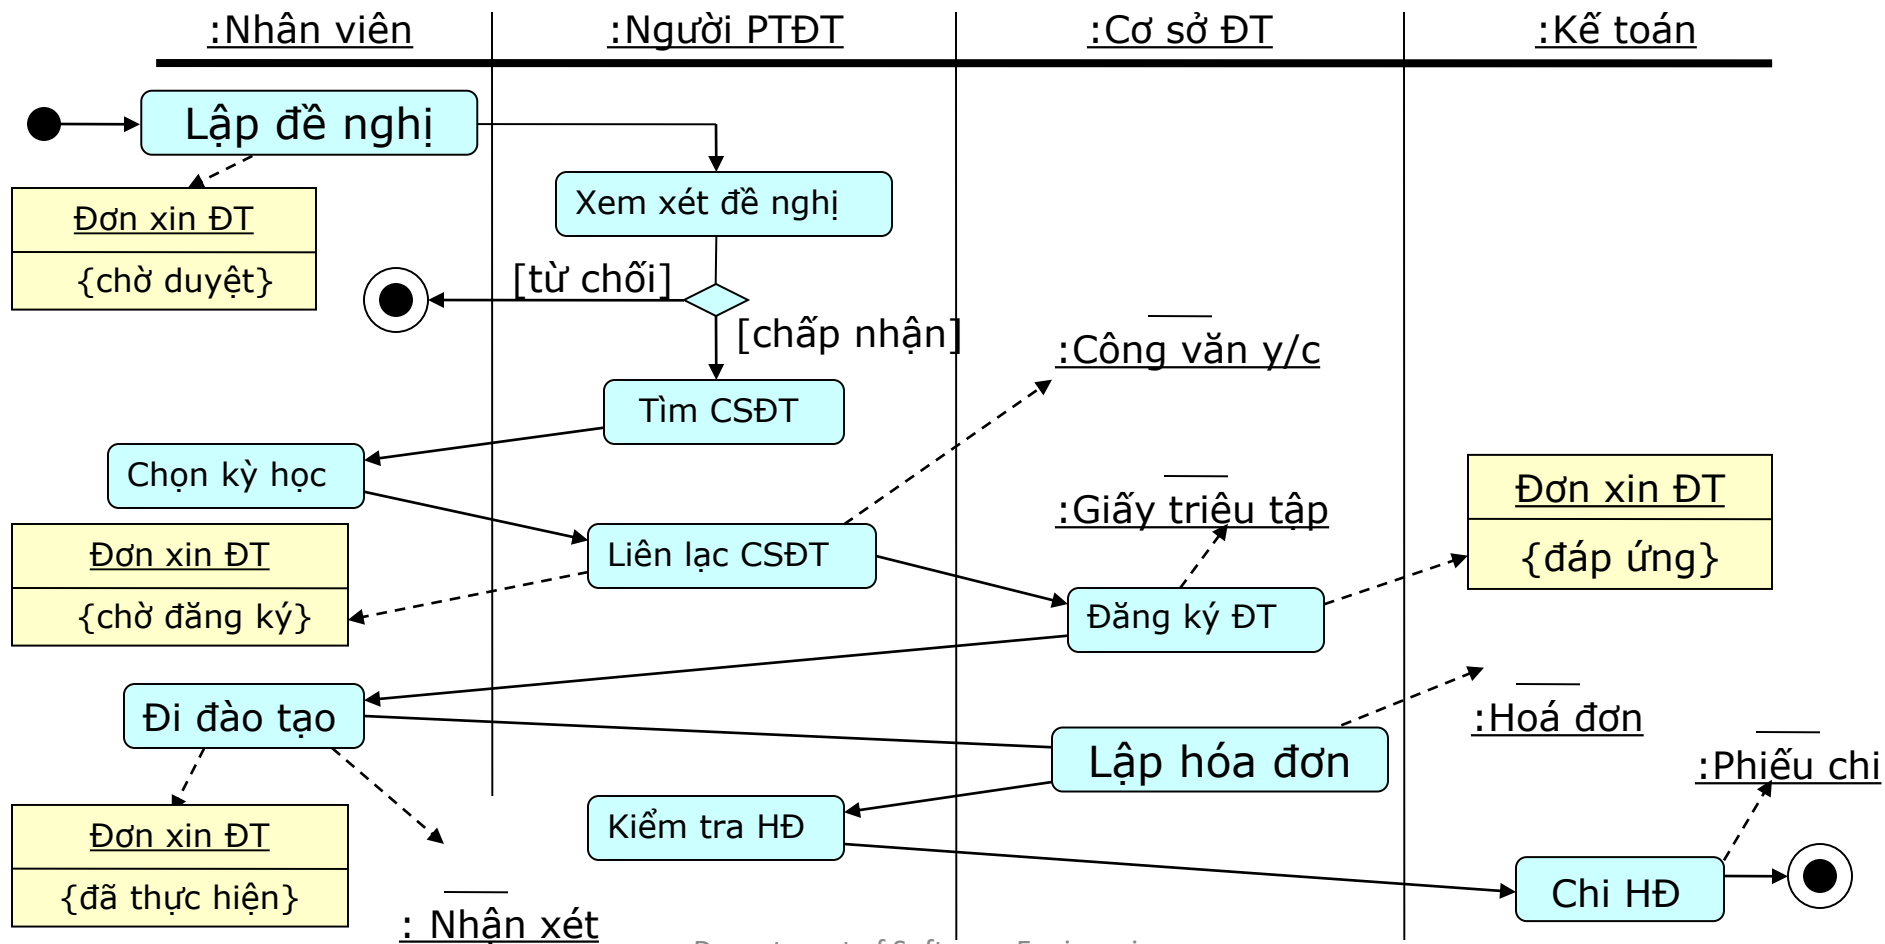 :Nhân viên
:Người PTĐT
:Cơ sở ĐT
:Kế toán
Lập đề nghị
Xem xét đề nghị
Đơn xin ĐT
{chờ duyệt}
[từ chối]
[chấp nhận]
:Công văn y/c
Tìm CSĐT
Chọn kỳ học
:Giấy triệu tập
Đơn xin ĐT
{đáp ứng}
Đơn xin ĐT
{chờ đăng ký}
Liên lạc CSĐT
Đăng ký ĐT
Đi đào tạo
:Hoá đơn
Lập hóa đơn
:Phiếu chi
Đơn xin ĐT
{đã thực hiện}
Kiểm tra HĐ
Chi HĐ
: Nhận xét